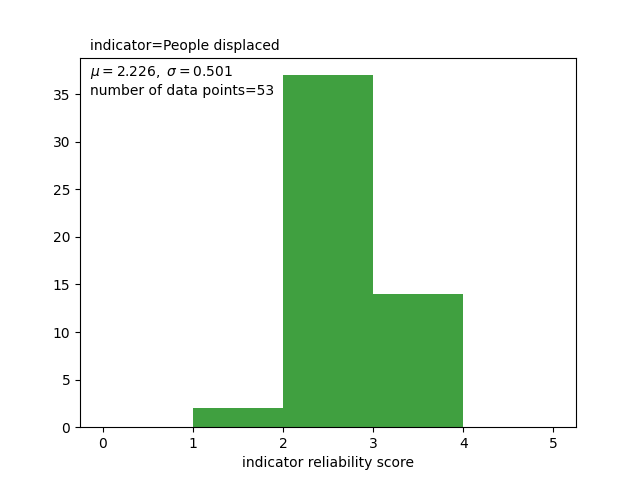 indicator=People displaced
μ = 2.226, σ = 0.501
number of data points=53
35
30
25
20
15
10
5
0
0 1 2 3 4 5
indicator reliability score